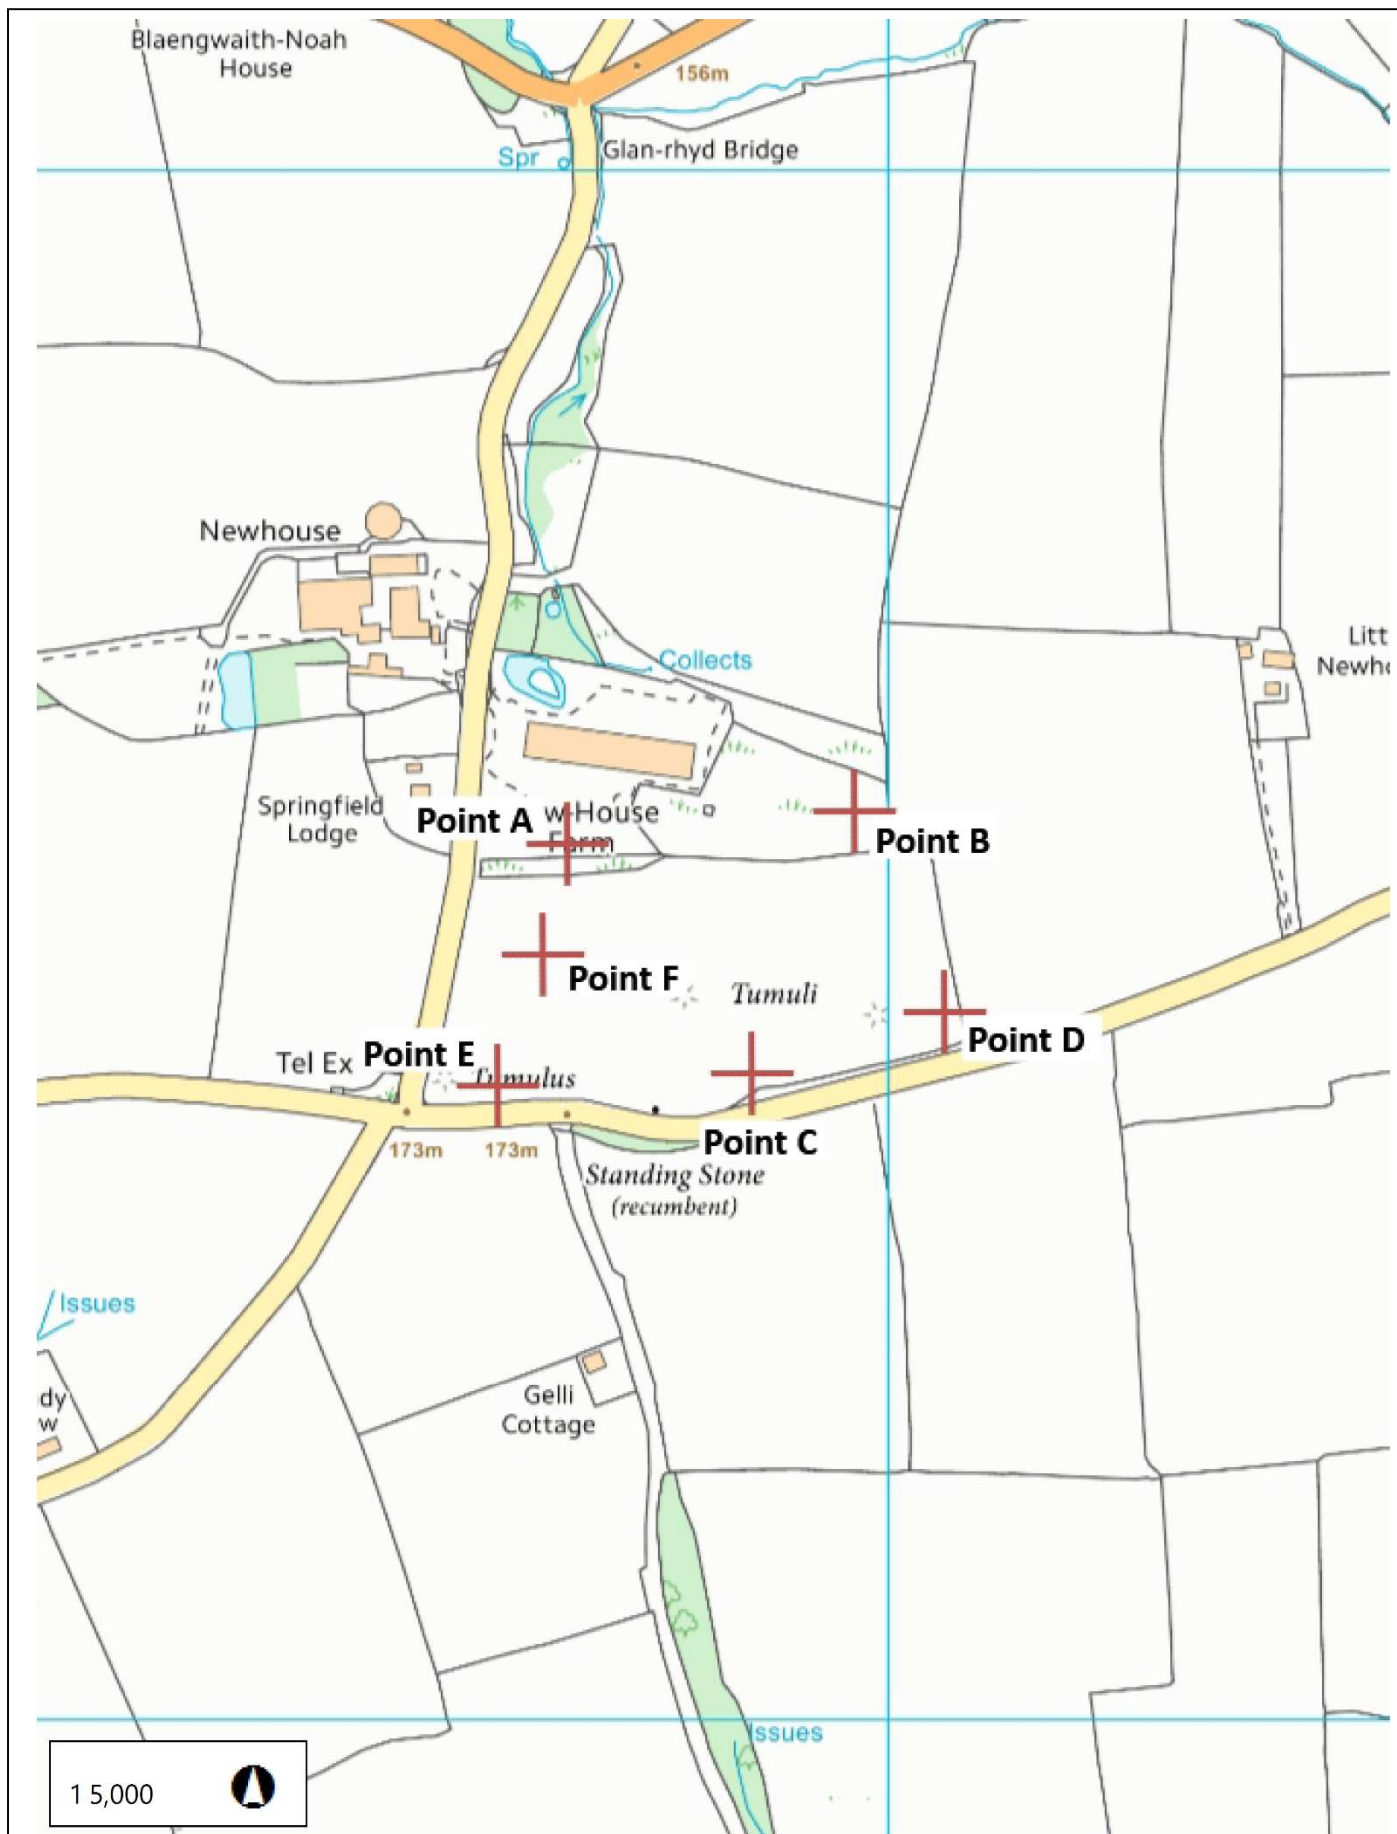 Blaengwaith-Noah
House
156m
Spr
Glan-rhyd Bridge
Newhouse
Collects
Litt
Newho
Springfield
Lodge
Point A
w-House
Farm
Point B
Point F
Tumuli
Point D
Tel Ex
Point E
Tumulus
Point C
173m
173m
Standing Stone
(recumbent)
Issues
dy
w
Gelli
Cottage
Issues
1 5,000